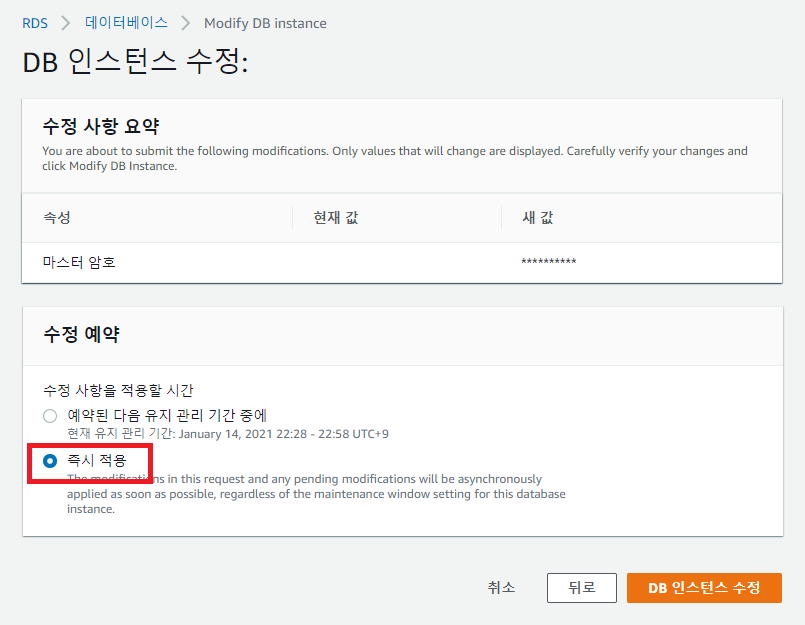 RDS > 데이터베이스 > Modify DB instance
DB 인스턴스 수정:
수정 사항 요약
You are about to submit the following modifications. Only values that will change are displayed. Carefully verify your changes and
click Modify DB Instance.
속성 현재 값 새 값
마스터 암호 **********
수정 예약
수정 사항을 적용할 시간
예약된 다음 유지 관리 기간 중에
현재 유지 관리 기간: January 14, 2021 22:28 - 22:58 UTC+9
즉시 적용
The modifications in this request and any pending modifications will be asynchronously
applied as soon as possible, regardless of the maintenance window setting for this database
instance.
취소 뒤로 DB 인스턴스 수정